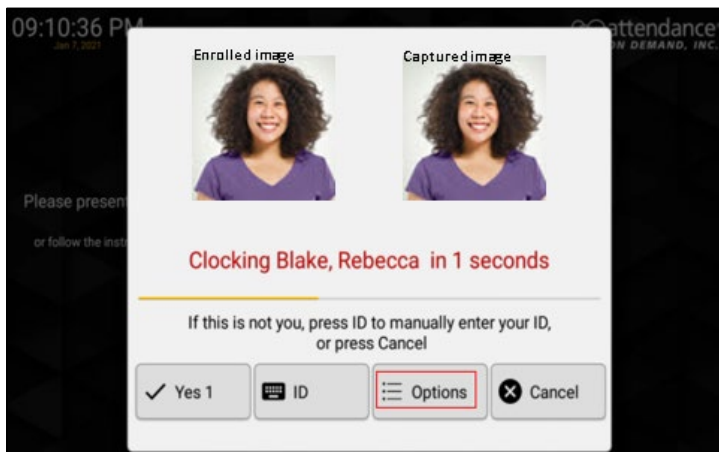 09:10:36 PM
Jan 7, 2021
attendance
ON DEMAND, INC.
Enrolled image
Captured image
Please present
or follow the
Clocking Blake, Rebecca in 1 seconds
If this is not you, press ID to manually enter your ID,
or press Cancel
Yes 1
ID
Options
Cancel